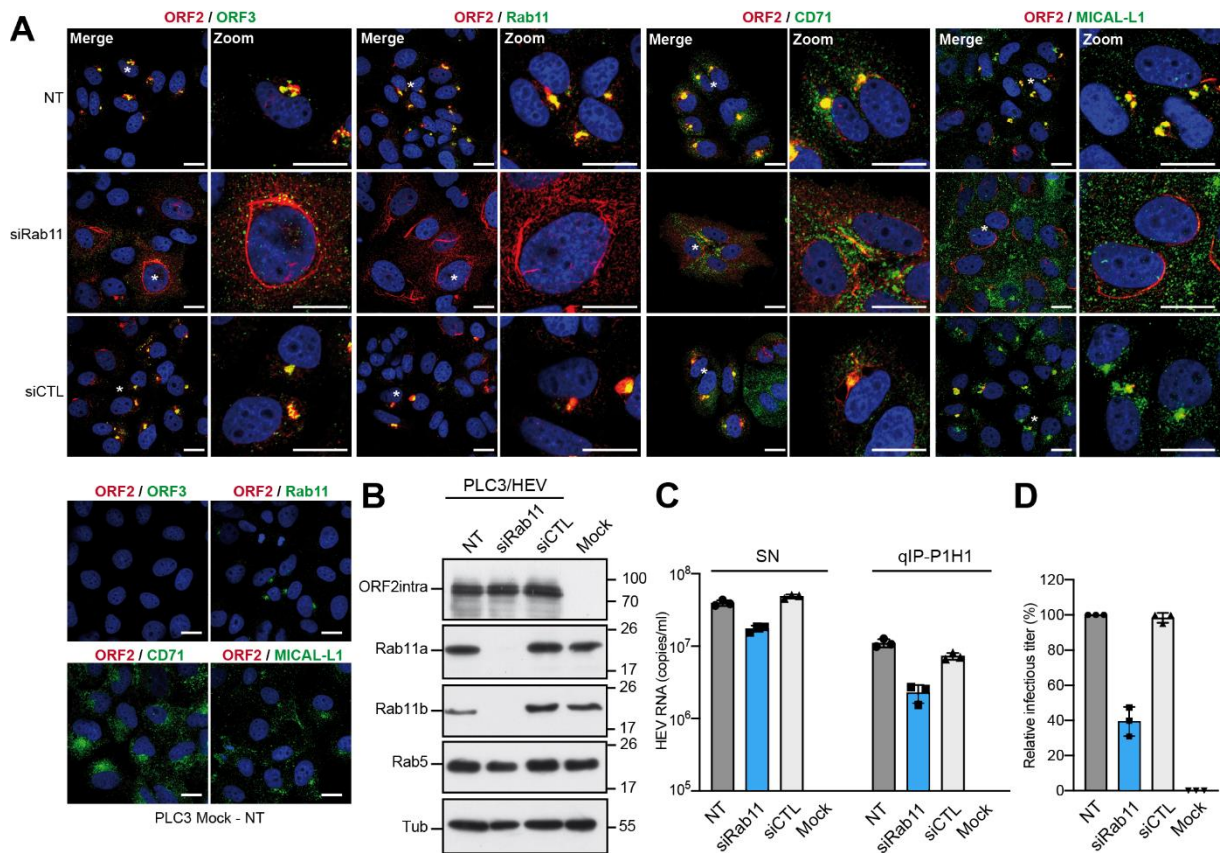 A
ORF2 / ORF3
ORF2 / Rab11
ORF2 / CD71
ORF2 / MICAL-L1
Merge
Zoom
Merge
Zoom
Merge
Zoom
Merge
Zoom
NT
*
*
*
*
siRab11
*
*
*
*
siCTL
*
*
*
*
ORF2 / ORF3
ORF2 / Rab11
ORF2 / CD71
ORF2 / MICAL-L1
PLC3 Mock - NT
B
PLC3/HEV
NT
siRab11
siCTL
Mock
ORF2intra
100
70
Rab11a
26
17
Rab11b
26
17
Rab5
26
17
Tub
55
C
SN
qIP-P1H1
HEV RNA (copies/ml)
10⁸
10⁷
10⁶
10⁵
NT
siRab11
siCTL
Mock
NT
siRab11
siCTL
Mock
D
Relative infectious titer (%)
120
100
80
60
40
20
0
NT
siRab11
siCTL
Mock